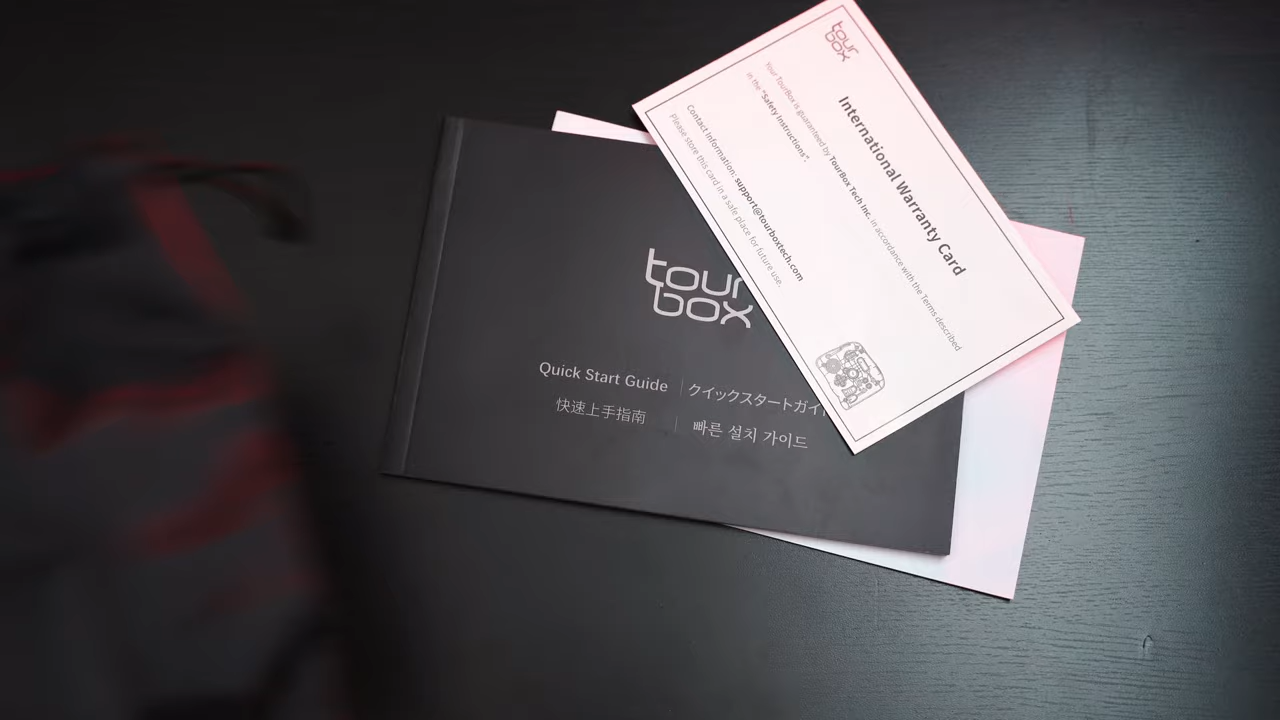 tour
box
International Warranty Card
Your TourBox is guaranteed by TourBox Tech Inc. in accordance with the Terms described
in the "Safety Instructions".
Contact Information: support@tourboxtech.com
Please store this card in a safe place for future use.
tour
box
Quick Start Guide | クイックスタートガイ
快速上手指南 | 빠른 설치 가이드